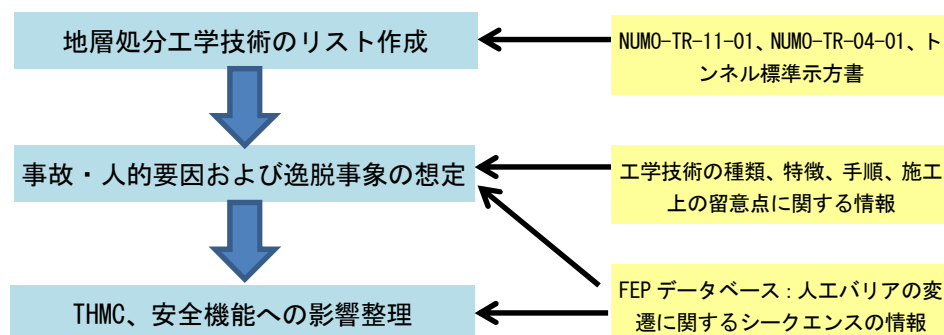 地層処分工学技術のリスト作成
NUMO-TR-11-01、NUMO-TR-04-01、ト
ンネル標準示方書
事故・人的要因および逸脱事象の想定
工学技術の種類、特徴、手順、施工
上の留意点に関する情報
THMC、安全機能への影響整理
FEP データベース：人工バリアの変
遷に関するシークエンスの情報